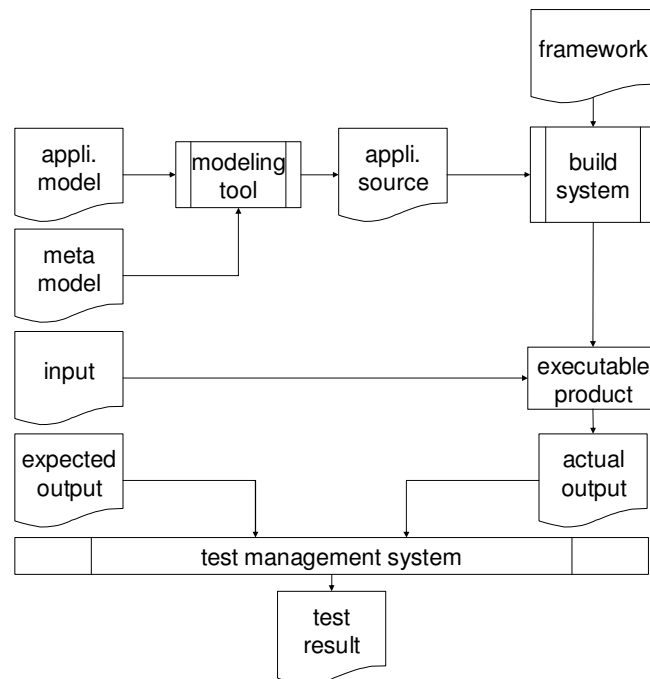 framework
appli.
model
modeling
tool
appli.
source
build
system
meta
model
input
executable
product
expected
output
actual
output
test management system
test
result